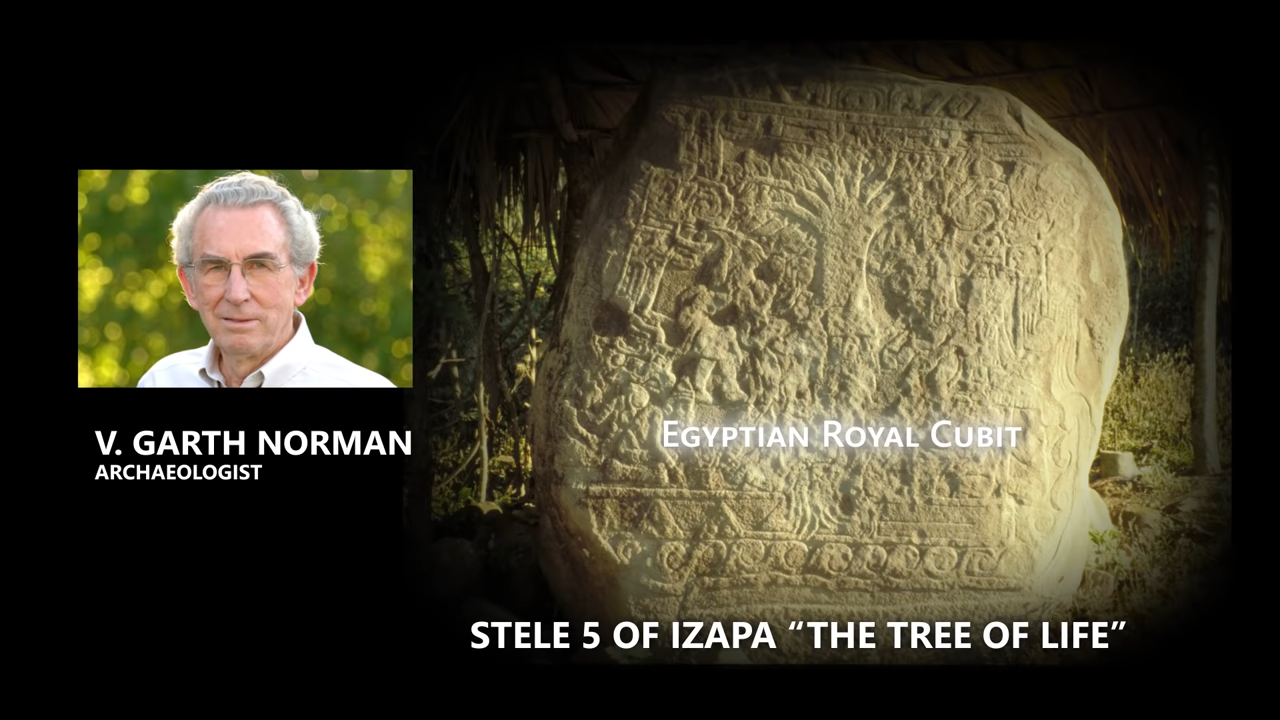 V. GARTH NORMAN
ARCHAEOLOGIST
Egyptian Royal Cubit
STELE 5 OF IZAPA “THE TREE OF LIFE”